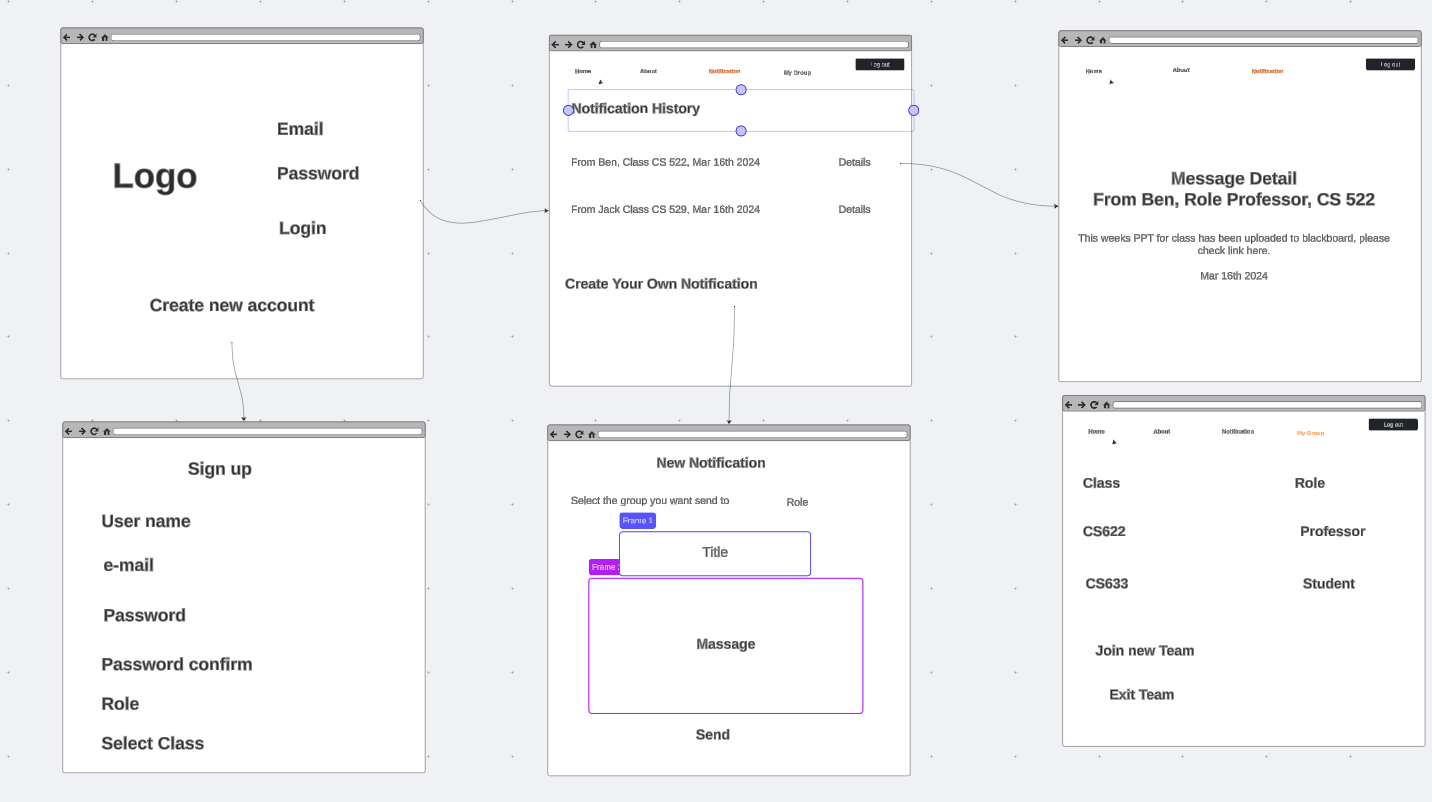 Logo
Email
Password
Login
Create new account
Home
About
Notification
My Group
Log out
Notification History
From Ben, Class CS 522, Mar 16th 2024
Details
From Jack Class CS 529, Mar 16th 2024
Details
Create Your Own Notification
Home
About
Notification
Log out
Message Detail
From Ben, Role Professor, CS 522
This weeks PPT for class has been uploaded to blackboard, please
check link here.
Mar 16th 2024
Sign up
User name
e-mail
Password
Password confirm
Role
Select Class
New Notification
Select the group you want send to
Role
Frame 1
Title
Frame
Massage
Send
Home
About
Notification
My Group
Log out
Class
Role
CS622
Professor
CS633
Student
Join new Team
Exit Team